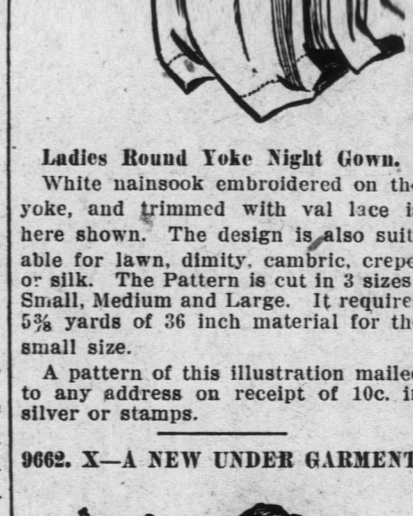 Ladies Round Yoke Night Gown.
White nainsook embroidered on th
yoke, and trimmed with val lace i
here shown. The design is also suit
able for lawn, dimity, cambric, crepe
or silk. The Pattern is cut in 3 sizes
Small, Medium and Large. It require
5⅜ yards of 36 inch material for th
small size.
A pattern of this illustration maile
to any address on receipt of 10c. i
silver or stamps.
9662. X—A NEW UNDER GARMENT